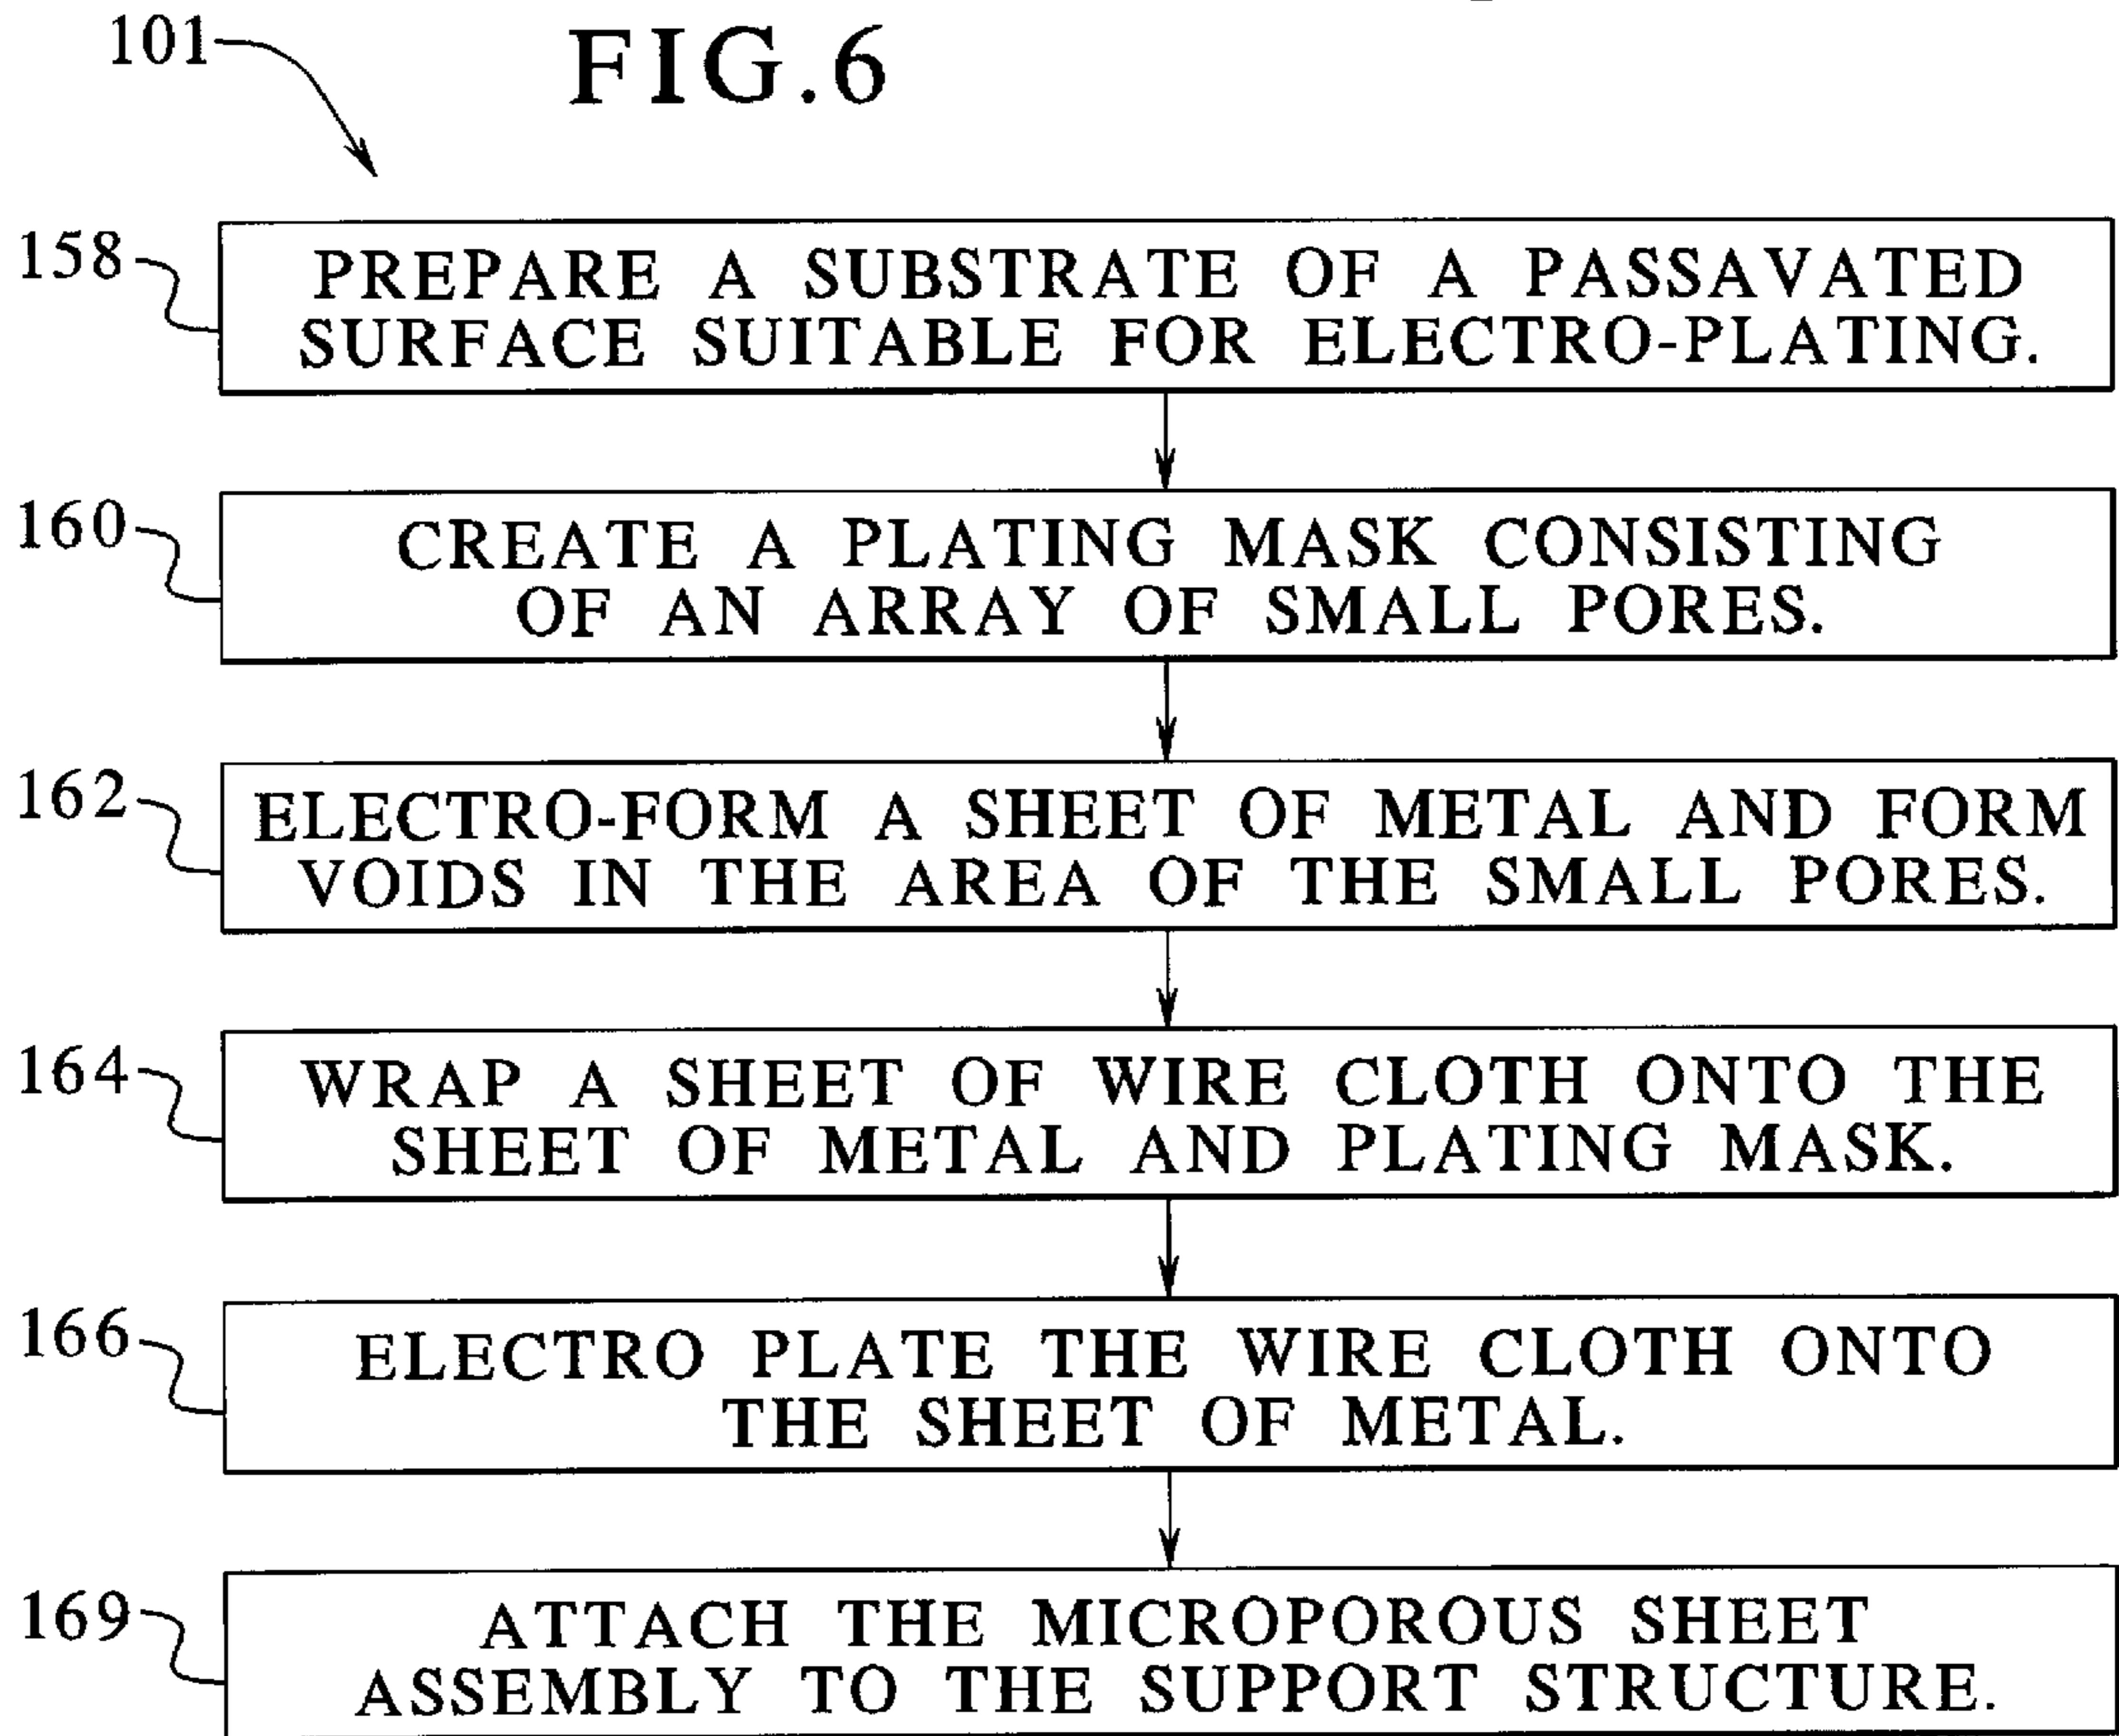 101
FIG.6
158
PREPARE A SUBSTRATE OF A PASSAVATED
SURFACE SUITABLE FOR ELECTRO-PLATING.
160
CREATE A PLATING MASK CONSISTING
OF AN ARRAY OF SMALL PORES.
162
ELECTRO-FORM A SHEET OF METAL AND FORM
VOIDS IN THE AREA OF THE SMALL PORES.
164
WRAP A SHEET OF WIRE CLOTH ONTO THE
SHEET OF METAL AND PLATING MASK.
166
ELECTRO PLATE THE WIRE CLOTH ONTO
THE SHEET OF METAL.
169
ATTACH THE MICROPOROUS SHEET
ASSEMBLY TO THE SUPPORT STRUCTURE.